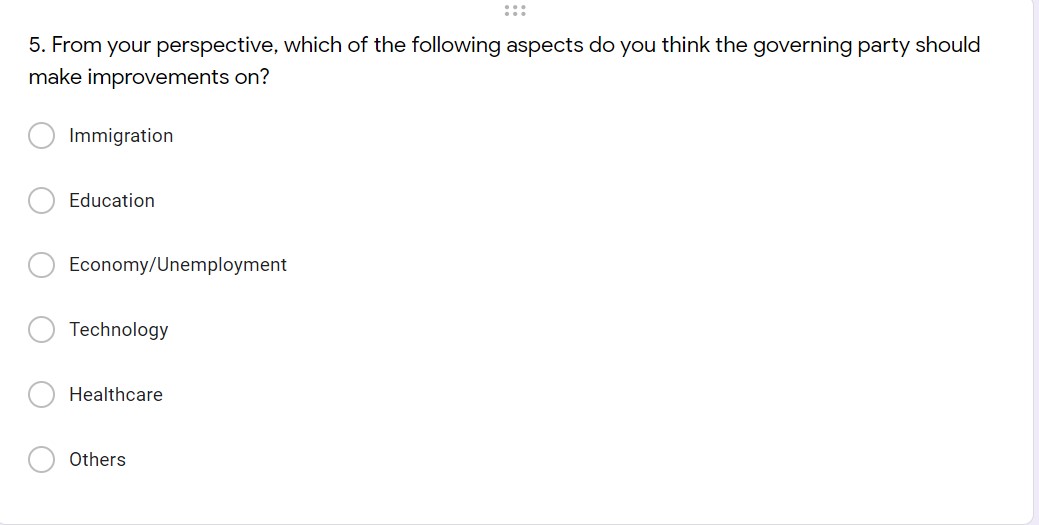 5. From your perspective, which of the following aspects do you think the governing party should
make improvements on?
Immigration
Education
Economy/Unemployment
Technology
Healthcare
Others